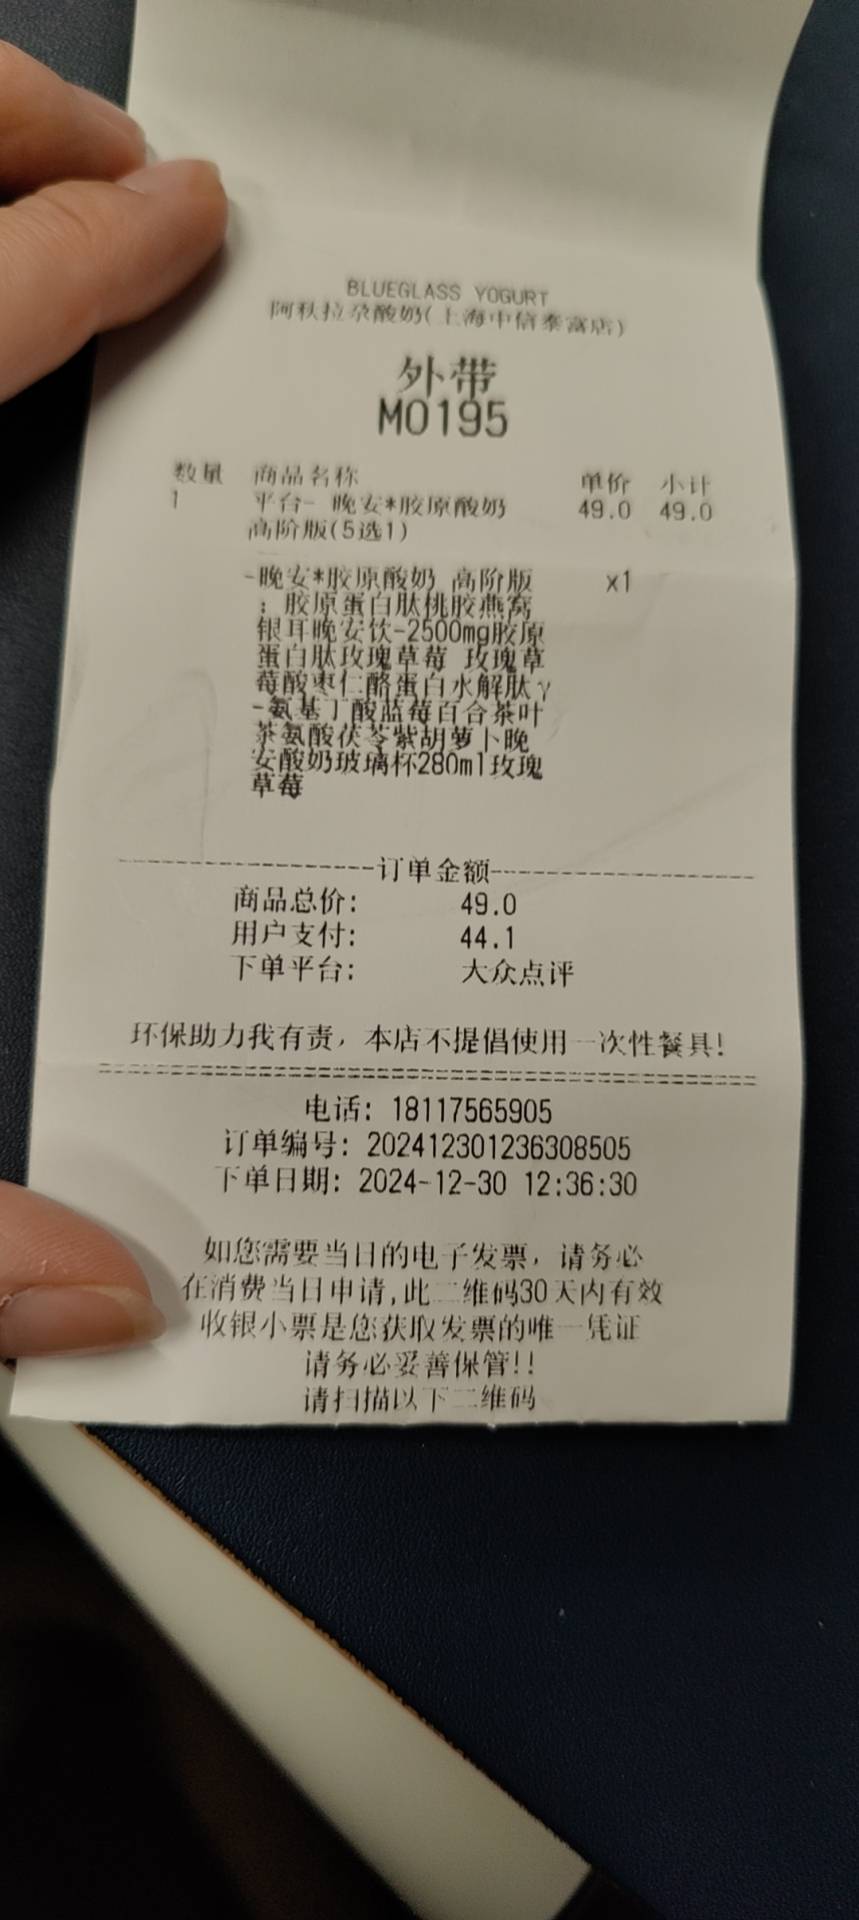 BLUEGLASS YOGURT
阿秋拉尕酸奶(上海中信泰富店)
外带
M0195
数量 商品名称 单价 小计
1 平台- 晚安*胶原酸奶 49.0 49.0
高阶版(5选1)
-晚安*胶原酸奶 高阶版 x1
：胶原蛋白肽桃胶燕窝
银耳晚安饮-2500mg胶原
蛋白肽玫瑰草莓 玫瑰草
莓酸枣仁酪蛋白水解肽γ
-氨基丁酸蓝莓百合茶叶
茶氨酸茯苓紫胡萝卜晚
安酸奶玻璃杯280ml玫瑰
草莓
---------------订单金额---------------
商品总价: 49.0
用户支付: 44.1
下单平台: 大众点评
环保助力我有责，本店不提倡使用一次性餐具!
电话: 18117565905
订单编号: 202412301236308505
下单日期: 2024-12-30 12:36:30
如您需要当日的电子发票，请务必
在消费当日申请,此二维码30天内有效
收银小票是您获取发票的唯一凭证
请务必妥善保管!!
请扫描以下二维码